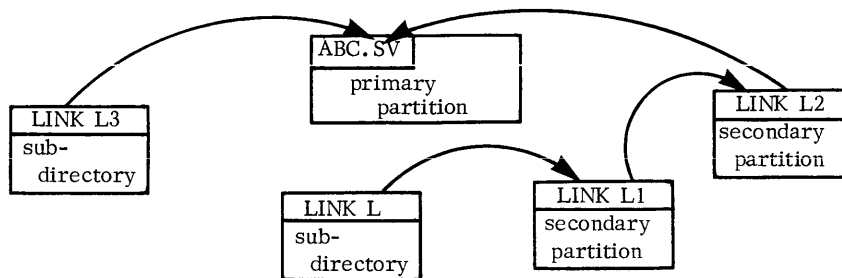 ABC.SV
primary
partition
LINK L3
sub-
directory
LINK L2
secondary
partition
LINK L
sub-
directory
LINK L1
secondary
partition